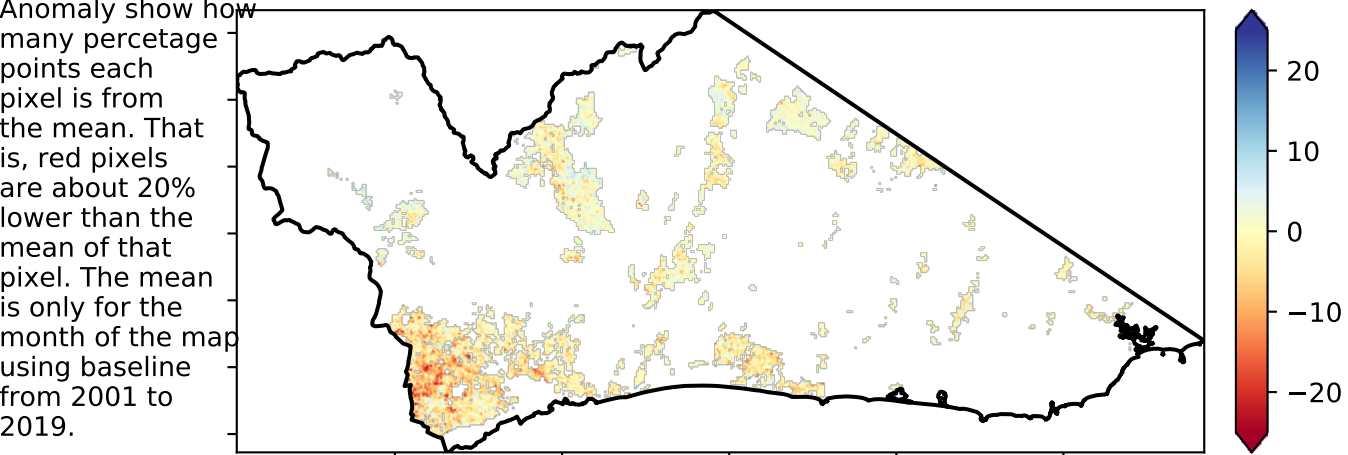 Anomaly show how
many percetage
points each
pixel is from
the mean. That
is, red pixels
are about 20%
lower than the
mean of that
pixel. The mean
is only for the
month of the map
using baseline
from 2001 to
2019.
20
10
0
−10
−20